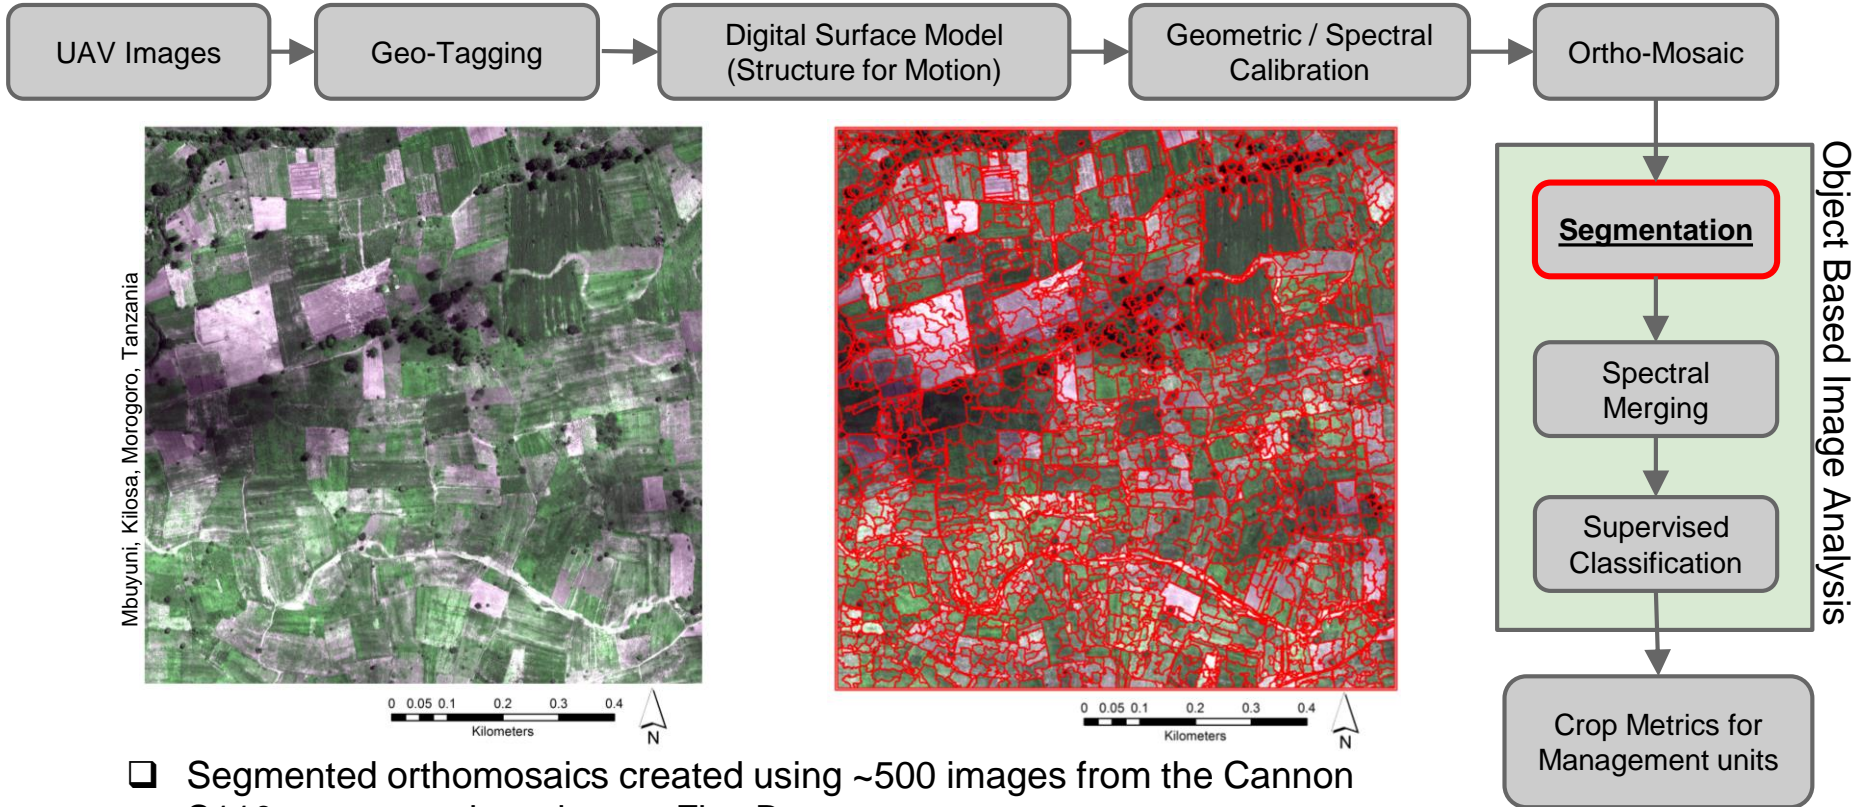 UAV Images
Geo-Tagging
Digital Surface Model
(Structure for Motion)
Geometric / Spectral
Calibration
Ortho-Mosaic
Object Based Image Analysis
Segmentation
Spectral
Merging
Supervised
Classification
Crop Metrics for
Management units
Mbuyuni, Kilosa, Morogoro, Tanzania
0 0.05 0.1 0.2 0.3 0.4
Kilometers
N
0 0.05 0.1 0.2 0.3 0.4
Kilometers
N
❑ Segmented orthomosaics created using ~500 images from the Cannon